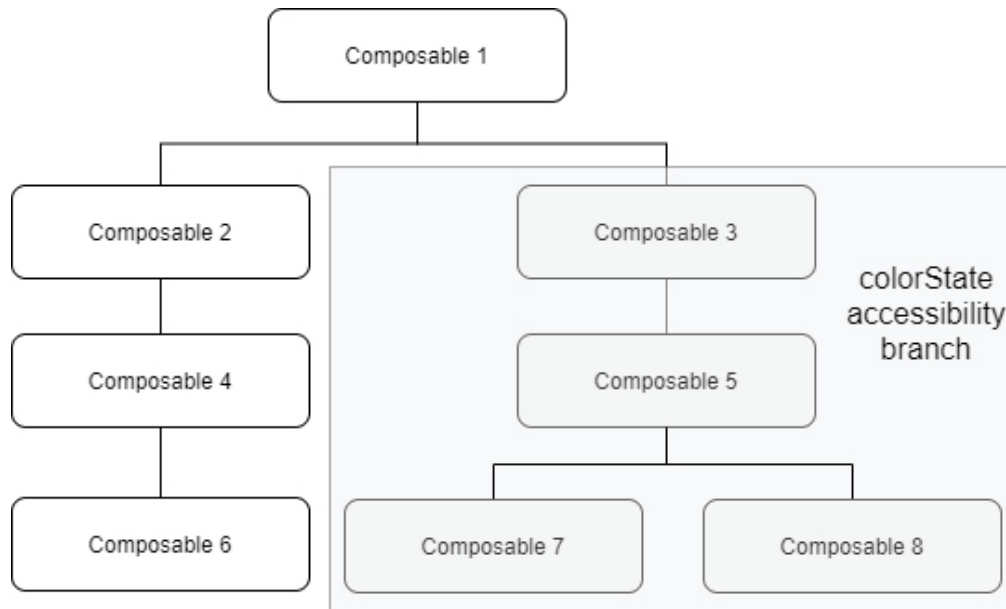 Composable 1
Composable 2
Composable 3
colorState
accessibility
branch
Composable 4
Composable 5
Composable 6
Composable 7
Composable 8